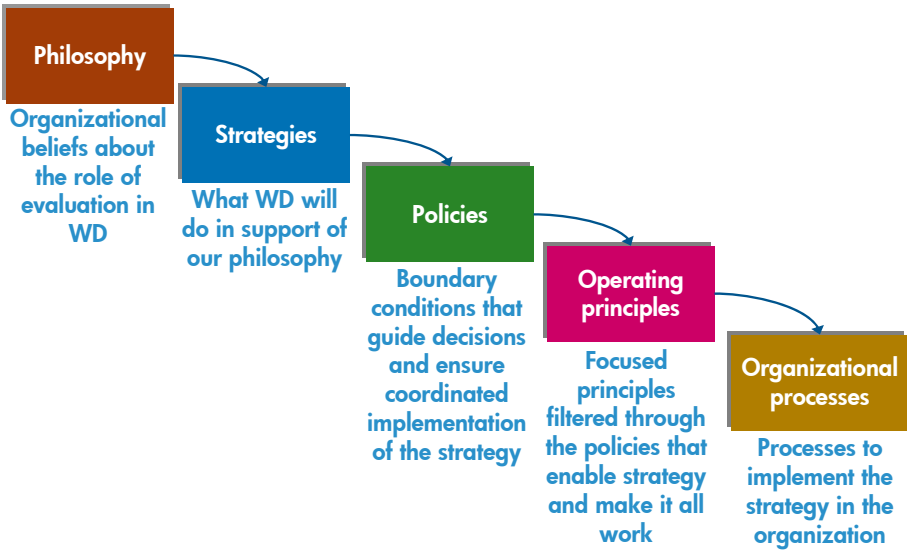 Philosophy
Organizational
beliefs about
the role of
evaluation in
WD
Strategies
What WD will
do in support of
our philosophy
Policies
Boundary
conditions that
guide decisions
and ensure
coordinated
implementation
of the strategy
Operating
principles
Focused
principles
filtered through
the policies that
enable strategy
and make it all
work
Organizational
processes
Processes to
implement the
strategy in the
organization